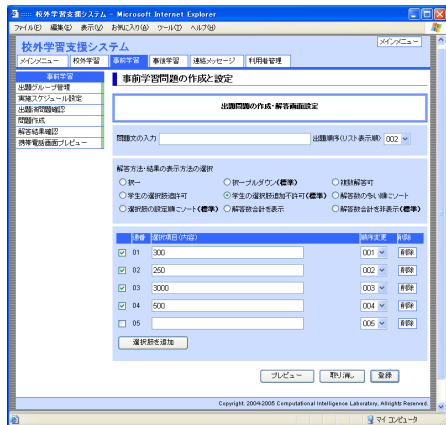 校外学習支援システム - Microsoft Internet Explorer
ファイル(F) 編集(E) 表示(V) お気に入り(A) ツール(T) ヘルプ(H)
校外学習支援システム
メインメニュー
メインメニュー 校外学習 事前学習 事後学習 連絡メッセージ 利用者管理
事前学習
出題グループ管理
実施スケジュール設定
出題済問題確認
問題作成
解答結果確認
携帯電話画面プレビュー
事前学習問題の作成と設定
出題問題の作成・解答画面設定
問題文の入力 出題順序(リスト表示順) 002
解答方法・結果の表示方法の選択
択一 択一プルダウン(標準) 複数解答可
学生の選択肢追許可 学生の選択肢追加不許可(標準) 解答数の多い順にソート
選択肢の設定順にソート(標準) 解答数合計を表示 解答数合計を非表示(標準)
通番 選択項目(内容) 順序変更 削除
01 300 001 削除
02 250 002 削除
03 3000 003 削除
04 500 004 削除
05 005 削除
選択肢を追加
プレビュー 取り消し 登録
Copyright 2004-2005 Computational Intelligence Laboratory, Allrights Reserved.
マイ コンピュータ